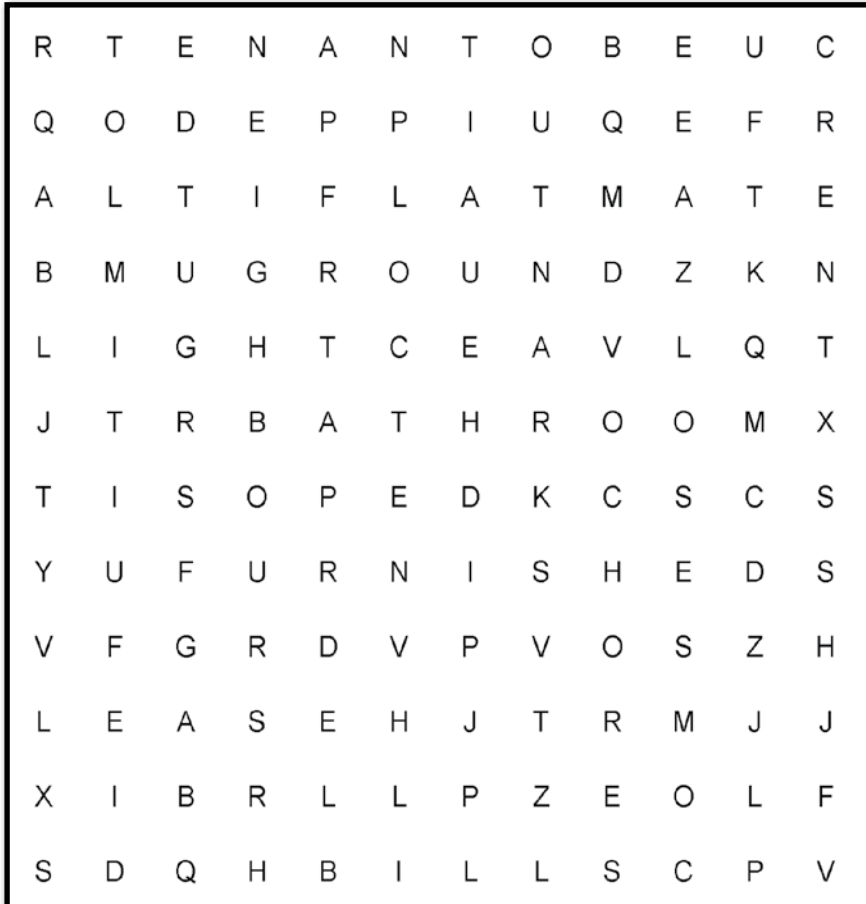 R T E N A N T O B E U C
Q O D E P P I U Q E F R
A L T I F L A T M A T E
B M U G R O U N D Z K N
L I G H T C E A V L Q T
J T R B A T H R O O M X
T I S O P E D K C S C S
Y U F U R N I S H E D S
V F G R D V P V O S Z H
L E A S E H J T R M J J
X I B R L L P Z E O L F
S D Q H B I L L S C P V